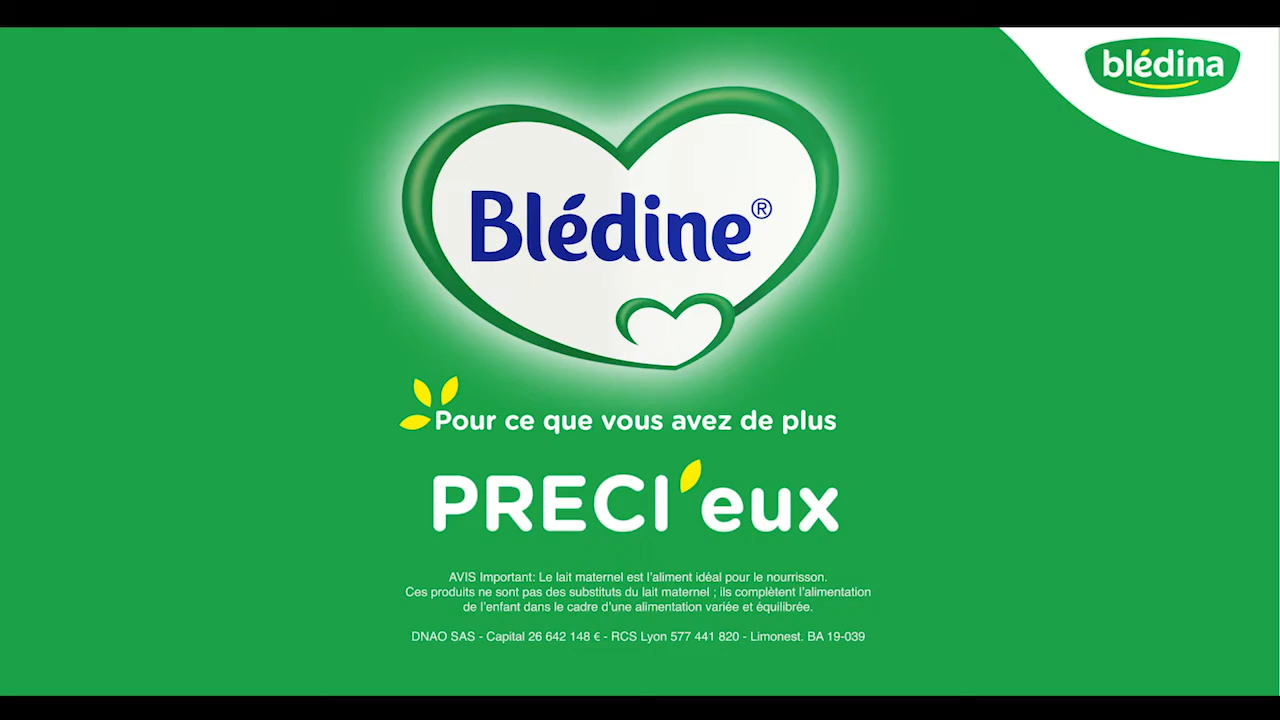 blédina
Blédine®
Pour ce que vous avez de plus
PRECI'eux
AVIS Important: Le lait maternel est l'aliment idéal pour le nourrisson.
Ces produits ne sont pas des substituts du lait maternel ; ils complètent l'alimentation
de l'enfant dans le cadre d'une alimentation variée et équilibrée.
DNAO SAS - Capital 26 642 148 € - RCS Lyon 577 441 820 - Limonest. BA 19-039